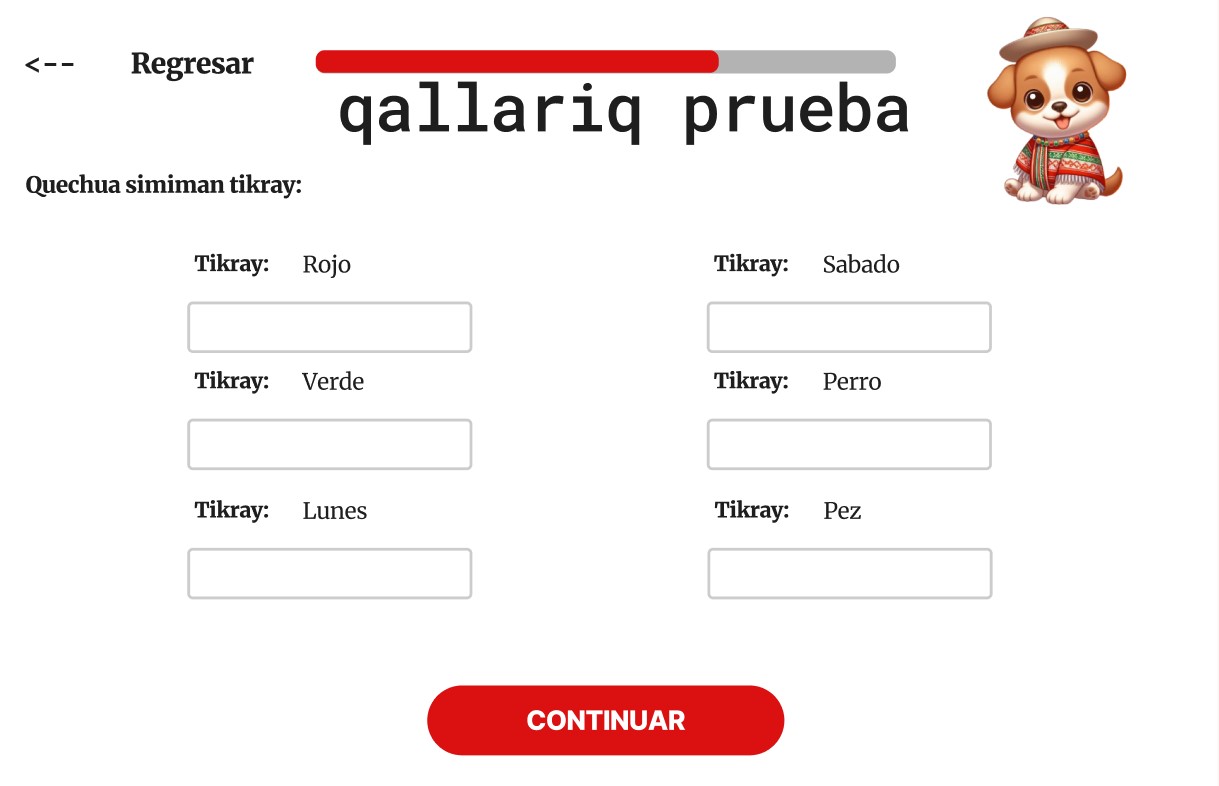 <-- Regresar
qallariq prueba
Quechua simiman tikray:
Tikray: Rojo
Tikray: Sabado
Tikray: Verde
Tikray: Perro
Tikray: Lunes
Tikray: Pez
CONTINUAR